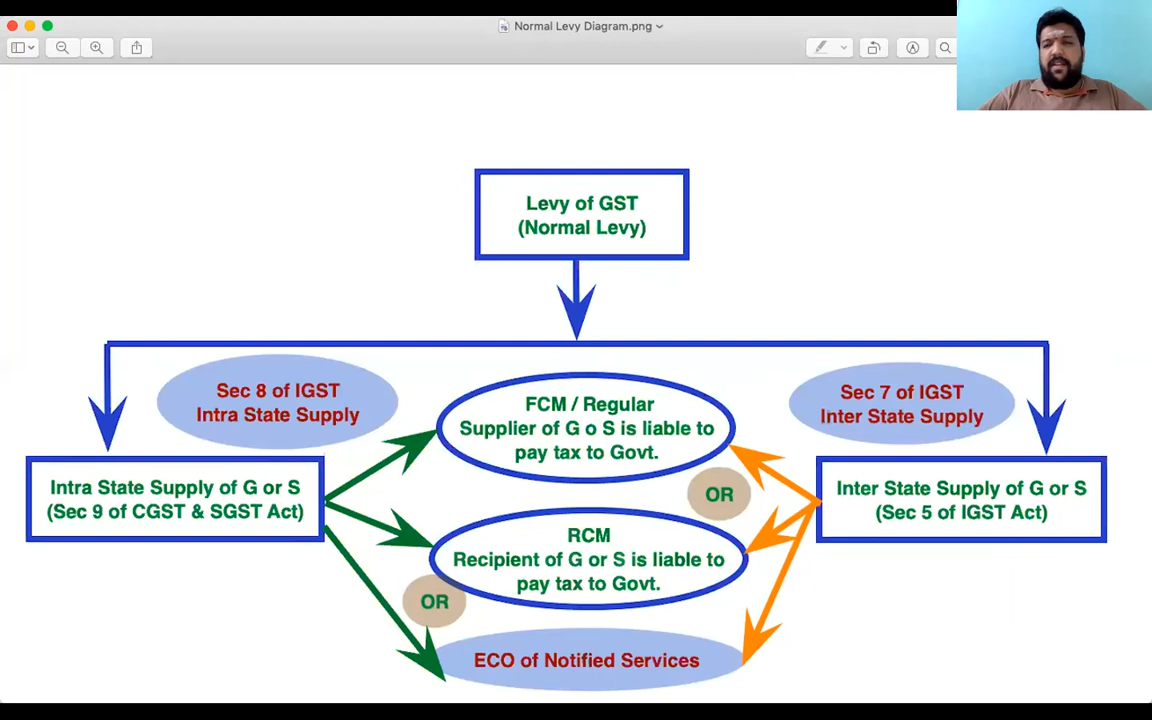 Normal Levy Diagram.png
Levy of GST
(Normal Levy)
Sec 8 of IGST
Intra State Supply
FCM / Regular
Supplier of G o S is liable to
pay tax to Govt.
Sec 7 of IGST
Inter State Supply
Intra State Supply of G or S
(Sec 9 of CGST & SGST Act)
OR
Inter State Supply of G or S
(Sec 5 of IGST Act)
RCM
Recipient of G or S is liable to
pay tax to Govt.
OR
ECO of Notified Services